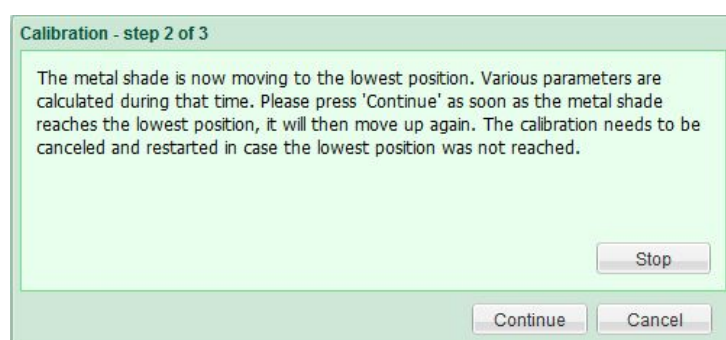 Calibration - step 2 of 3
The metal shade is now moving to the lowest position. Various parameters are
calculated during that time. Please press 'Continue' as soon as the metal shade
reaches the lowest position, it will then move up again. The calibration needs to be
canceled and restarted in case the lowest position was not reached.
Stop
Continue Cancel